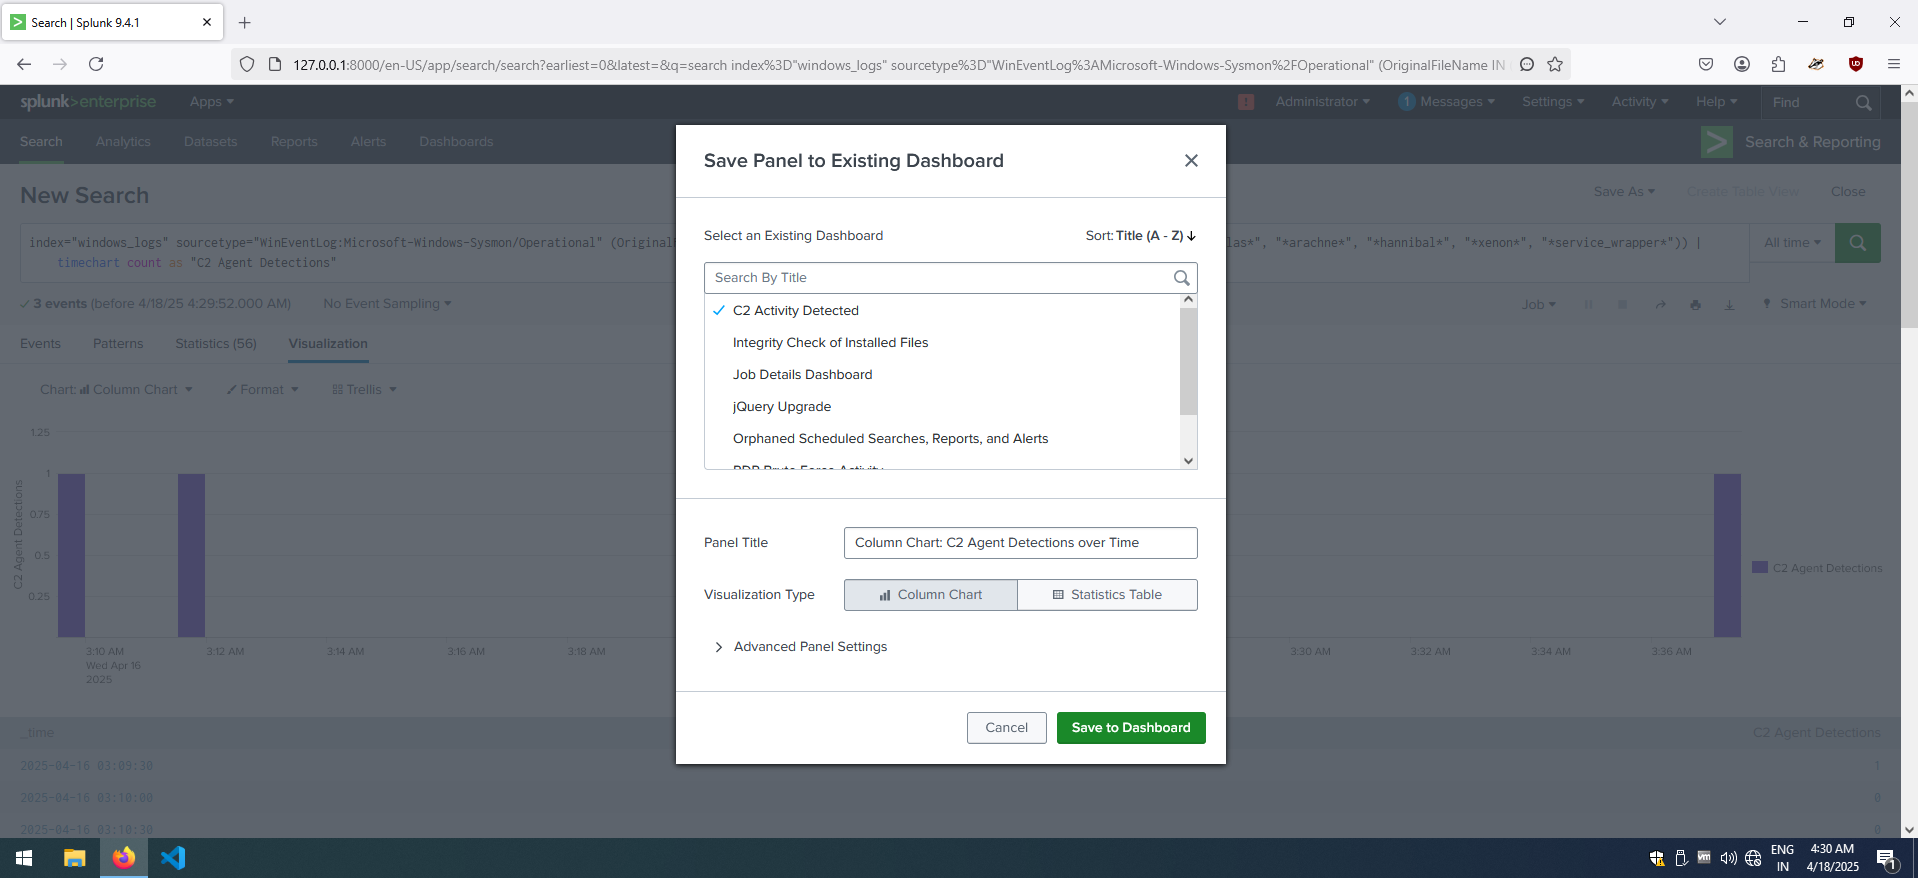 Search | Splunk 9.4.1
127.0.0.1:8000/en-US/app/search/search?earliest=0&latest=&q=search index%3D"windows_logs" sourcetype%3D"WinEventLog%3AMicrosoft-Windows-Sysmon%2FOperational" (OriginalFileName IN
splunk>enterprise Apps Administrator 1 Messages Settings Activity Help Find
Search Analytics Datasets Reports Alerts Dashboards Search & Reporting
New Search Save As Create Table View Close
index="windows_logs" sourcetype="WinEventLog:Microsoft-Windows-Sysmon/Operational" (Original "*arachne*", "*hannibal*", "*xenon*", "*service_wrapper*")) | All time
timechart count as "C2 Agent Detections"
3 events (before 4/18/25 4:29:52.000 AM) No Event Sampling Job Smart Mode
Events Patterns Statistics (56) Visualization
Chart: Column Chart Format Trellis
1.25
1
0.75
0.5
0.25
C2 Agent Detections
C2 Agent Detections
3:10 AM 3:12 AM 3:14 AM 3:16 AM 3:18 AM 3:30 AM 3:32 AM 3:34 AM 3:36 AM
Wed Apr 16
2025
_time C2 Agent Detections
2025-04-16 03:09:30 1
2025-04-16 03:10:00 0
2025-04-16 03:10:30 0
Save Panel to Existing Dashboard
Select an Existing Dashboard Sort: Title (A - Z)
Search By Title
C2 Activity Detected
Integrity Check of Installed Files
Job Details Dashboard
jQuery Upgrade
Orphaned Scheduled Searches, Reports, and Alerts
RDP Brute Force Activity
Panel Title Column Chart: C2 Agent Detections over Time
Visualization Type Column Chart Statistics Table
Advanced Panel Settings
Cancel Save to Dashboard
ENG
IN
4:30 AM
4/18/2025
1